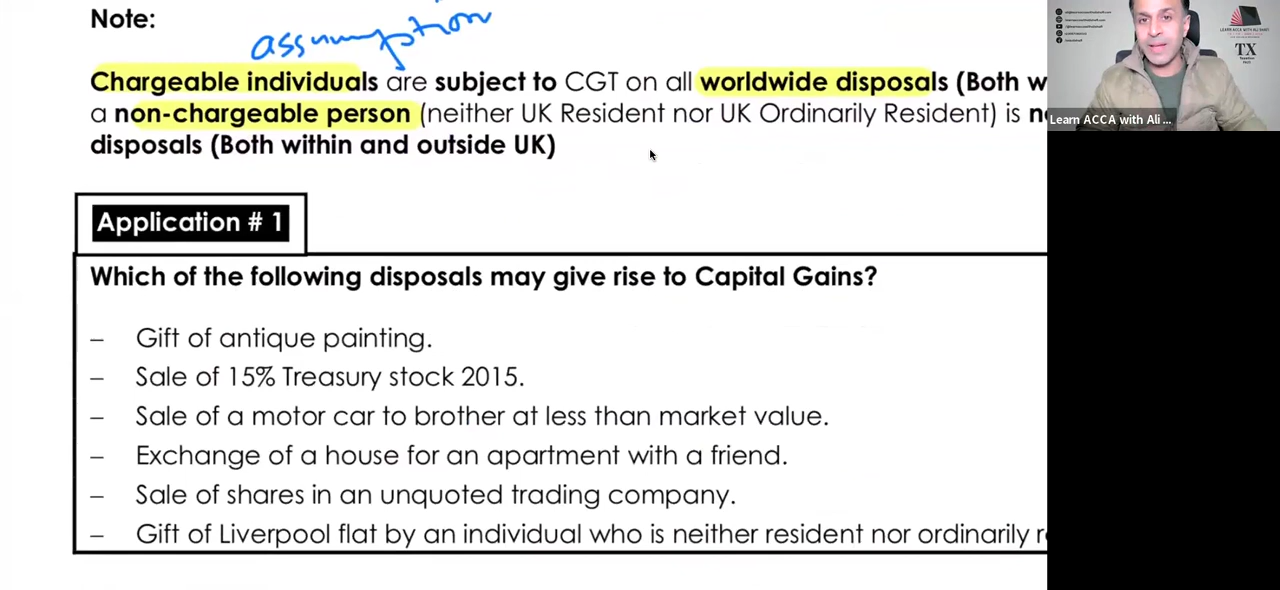 Note:
assumption
Chargeable individuals are subject to CGT on all worldwide disposals (Both
a non-chargeable person (neither UK Resident nor UK Ordinarily Resident) is
disposals (Both within and outside UK)
Application # 1
Which of the following disposals may give rise to Capital Gains?
– Gift of antique painting.
– Sale of 15% Treasury stock 2015.
– Sale of a motor car to brother at less than market value.
– Exchange of a house for an apartment with a friend.
– Sale of shares in an unquoted trading company.
– Gift of Liverpool flat by an individual who is neither resident nor ordinarily
LEARN ACCA WITH ALI
TX
Learn ACCA with Ali ...